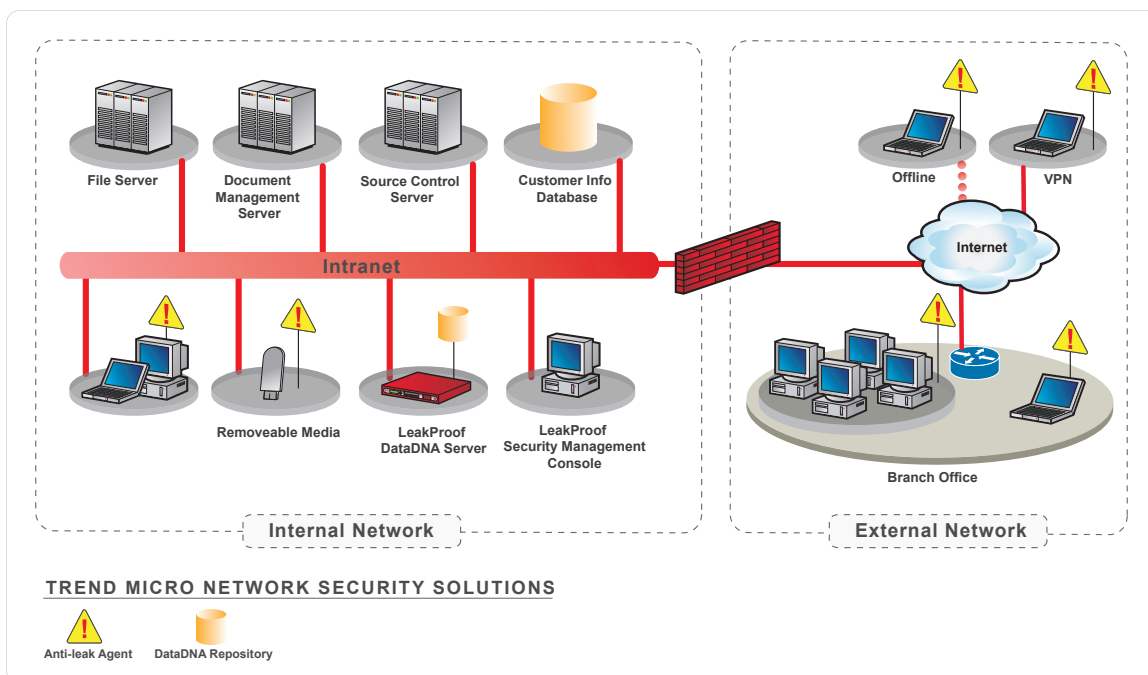 File Server
Document
Management
Server
Source Control
Server
Customer Info
Database
Offline
VPN
Internet
Intranet
Removeable Media
LeakProof
DataDNA Server
LeakProof
Security Management
Console
Branch Office
Internal Network
External Network
TREND MICRO NETWORK SECURITY SOLUTIONS
Anti-leak Agent
DataDNA Repository